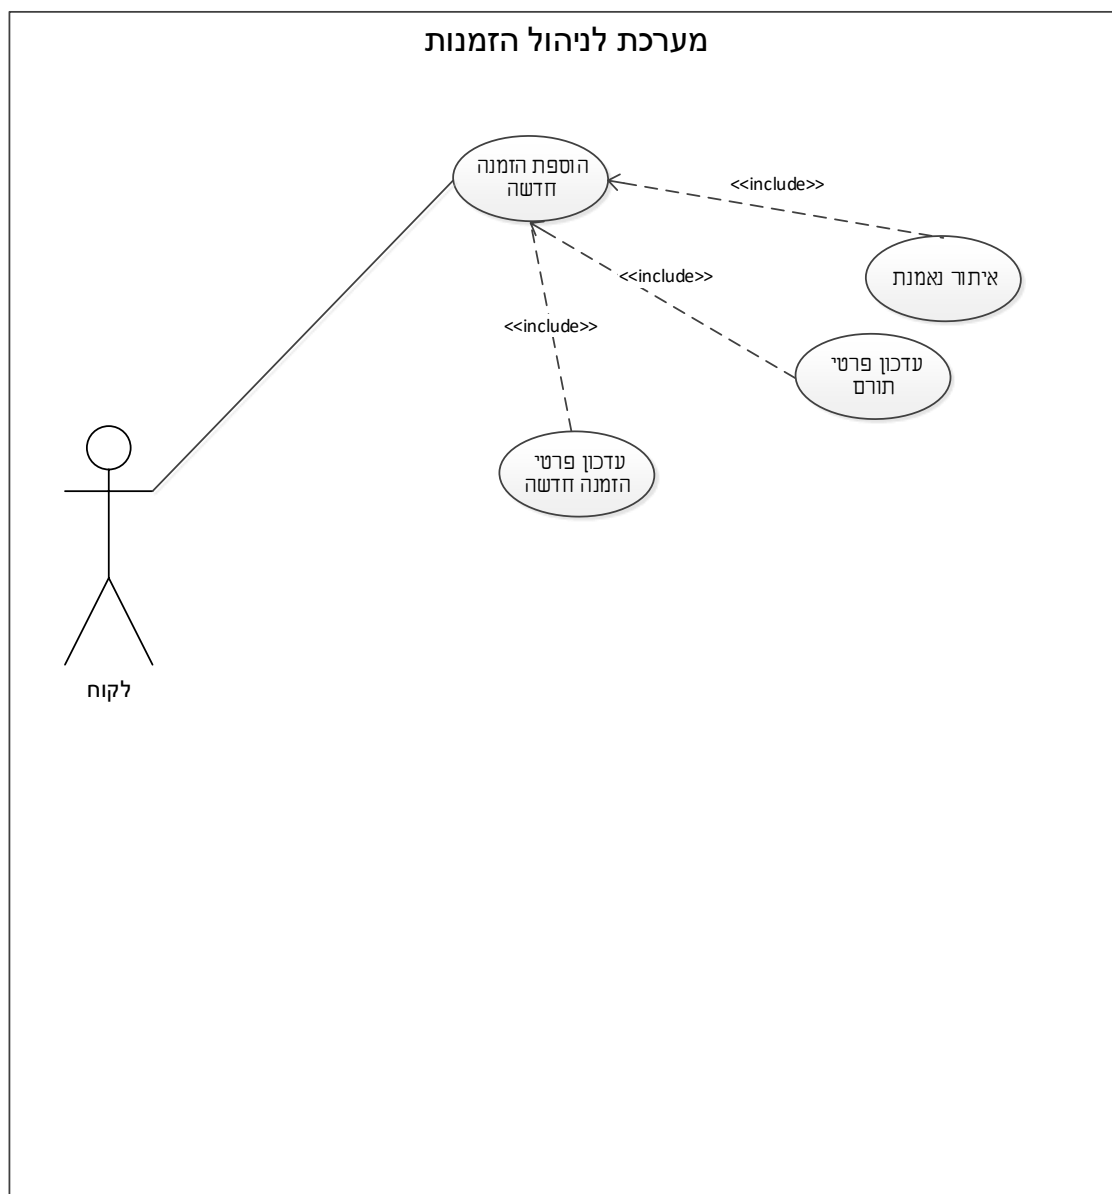 מערכת לניהול הזמנות
הוספת הזמנה
חדשה
<<include>>
איתור נאמנת
<<include>>
<<include>>
עדכון פרטי
תורם
עדכון פרטי
הזמנה חדשה
לקוח